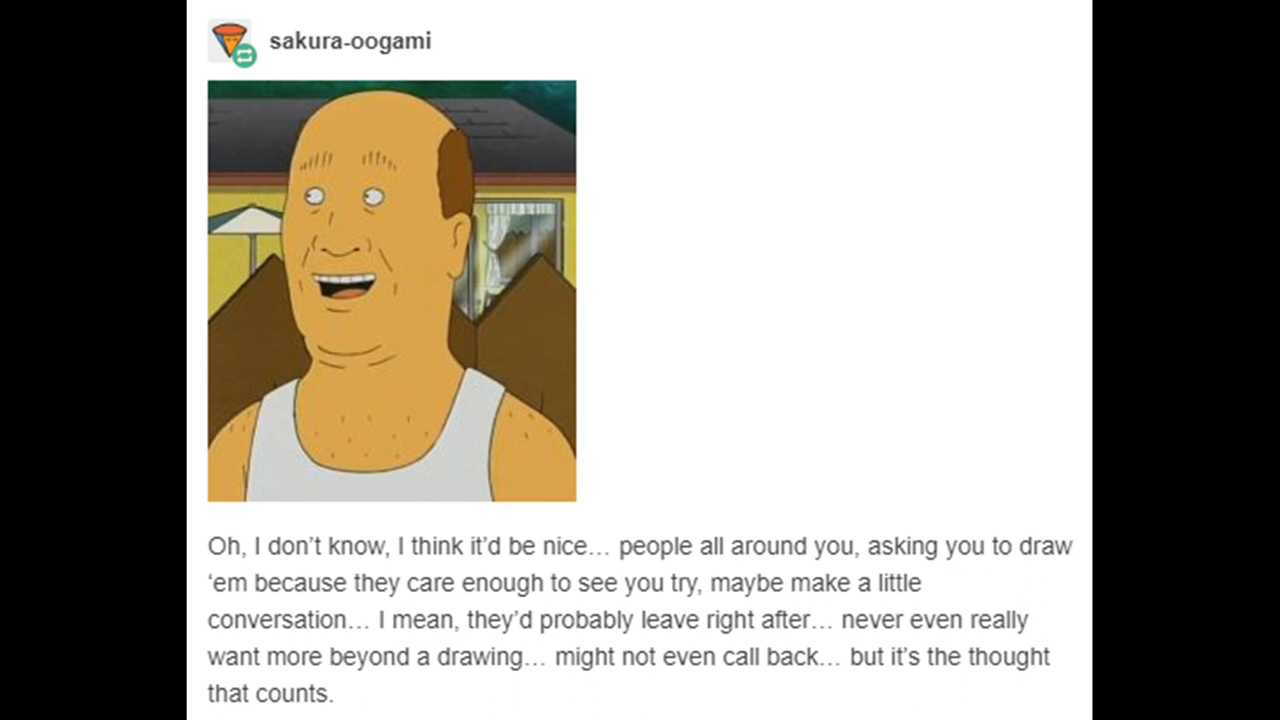 sakura-oogami
Oh, I don’t know, I think it’d be nice… people all around you, asking you to draw
‘em because they care enough to see you try, maybe make a little
conversation… I mean, they’d probably leave right after… never even really
want more beyond a drawing… might not even call back… but it’s the thought
that counts.